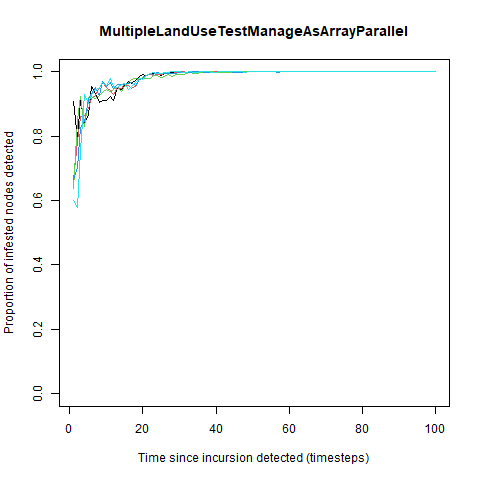 MultipleLandUseTestManageAsArrayParallel
Proportion of infested nodes detected
1.0
0.8
0.6
0.4
0.2
0.0
0 20 40 60 80 100
Time since incursion detected (timesteps)